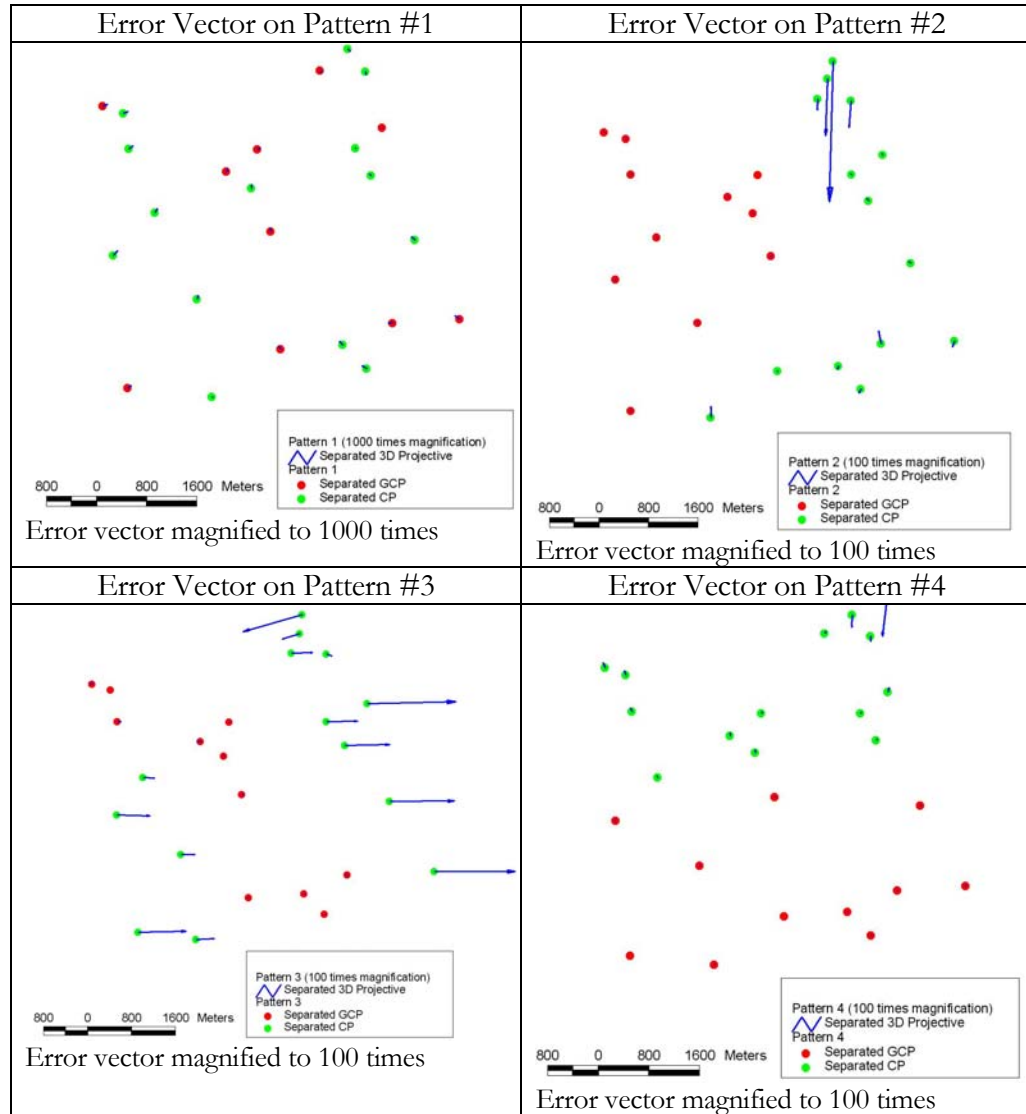 Error Vector on Pattern #1
Error Vector on Pattern #2
Pattern 1 (1000 times magnification)
Separated 3D Projective
Pattern 1
Separated GCP
Separated CP
800 0 800 1600 Meters
Error vector magnified to 1000 times
Pattern 2 (100 times magnification)
Separated 3D Projective
Pattern 2
Separated GCP
Separated CP
800 0 800 1600 Meters
Error vector magnified to 100 times
Error Vector on Pattern #3
Error Vector on Pattern #4
Pattern 3 (100 times magnification)
Separated 3D Projective
Pattern 3
Separated GCP
Separated CP
800 0 800 1600 Meters
Error vector magnified to 100 times
Pattern 4 (100 times magnification)
Separated 3D Projective
Pattern 4
Separated GCP
Separated CP
800 0 800 1600 Meters
Error vector magnified to 100 times